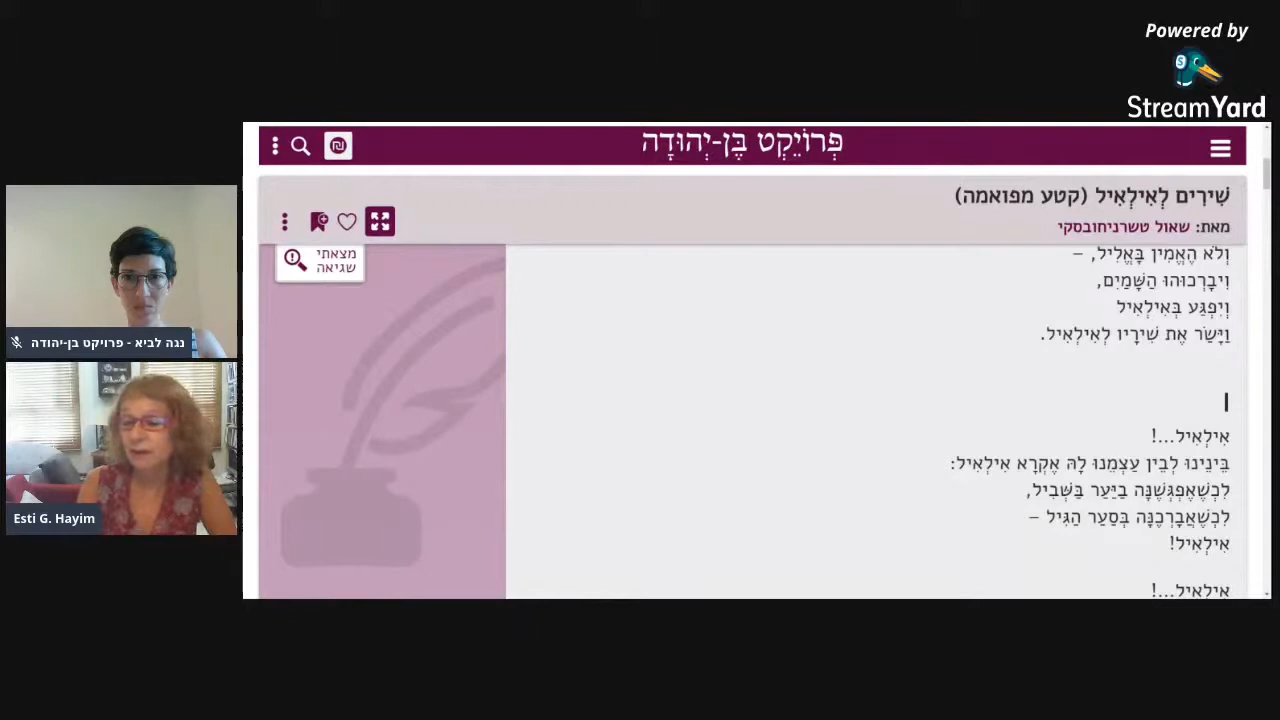 Powered by
StreamYard
פְּרוֹיֵקְט בֶּן-יְהוּדָה
שִׁירִים לְאִילְאִיל (קטע מפואמה)
מאת: שאול טשרניחובסקי
מצאתי
שגיאה
וְלֹא הֶאֱמִין בָּאֱלִיל, –
וִיבָרְכוּהוּ הַשָּׁמַיִם,
וְיִפְגַּע בְּאִילְאִיל
וַיָּשַׁר אֶת שִׁירָיו לְאִילְאִיל.
I
אִילְאִיל...!
בֵּינֵינוּ לְבֵין עַצְמֵנוּ לָהּ אֶקְרָא אִילְאִיל:
לִכְשֶׁאֶפְגְּשֶׁנָּה בַיַּעַר בַּשְּׁבִיל,
לִכְשֶׁאֲבָרְכֶנָּה בְּסַעַר הַגִּיל –
אִילְאִיל!
אִילְאִיל...!
נגה לביא - פרויקט בן-יהודה
Esti G. Hayim